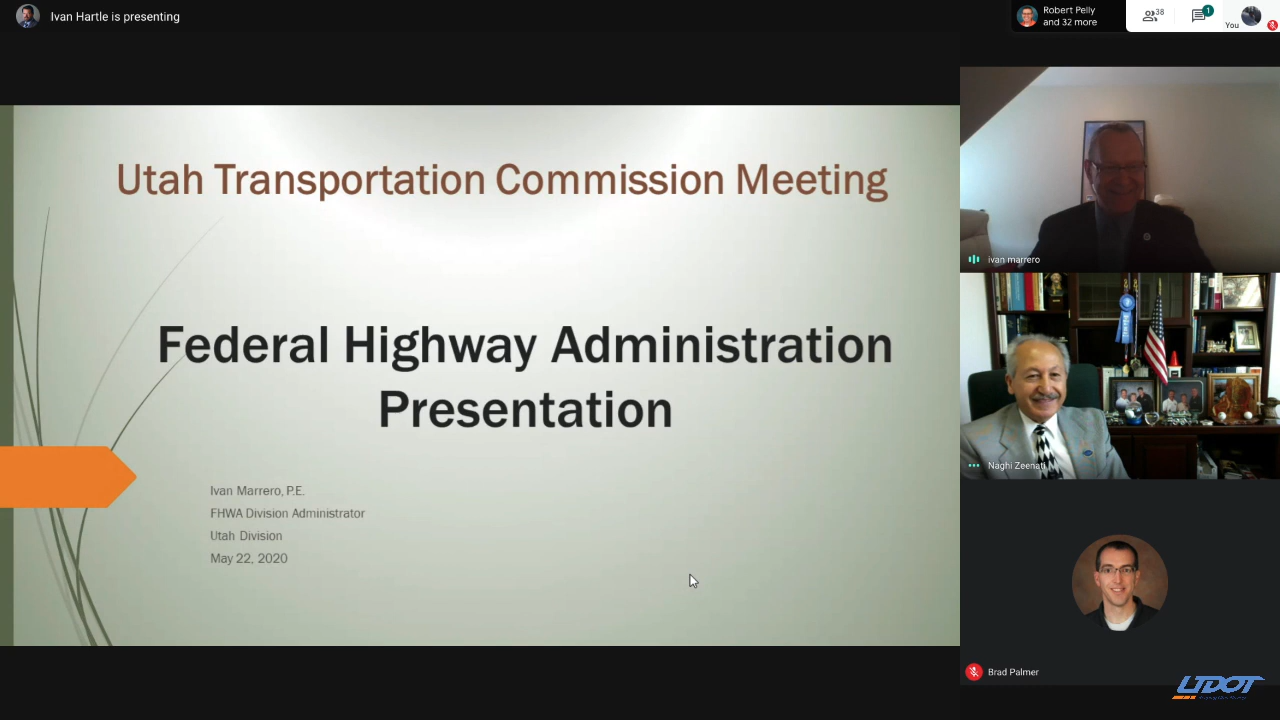 Ivan Hartle is presenting
Robert Pelly
and 32 more
38
1
You
Utah Transportation Commission Meeting
Federal Highway Administration
Presentation
Ivan Marrero, P.E.
FHWA Division Administrator
Utah Division
May 22, 2020
ivan marrero
Naghi Zeenati
Brad Palmer
UDOT